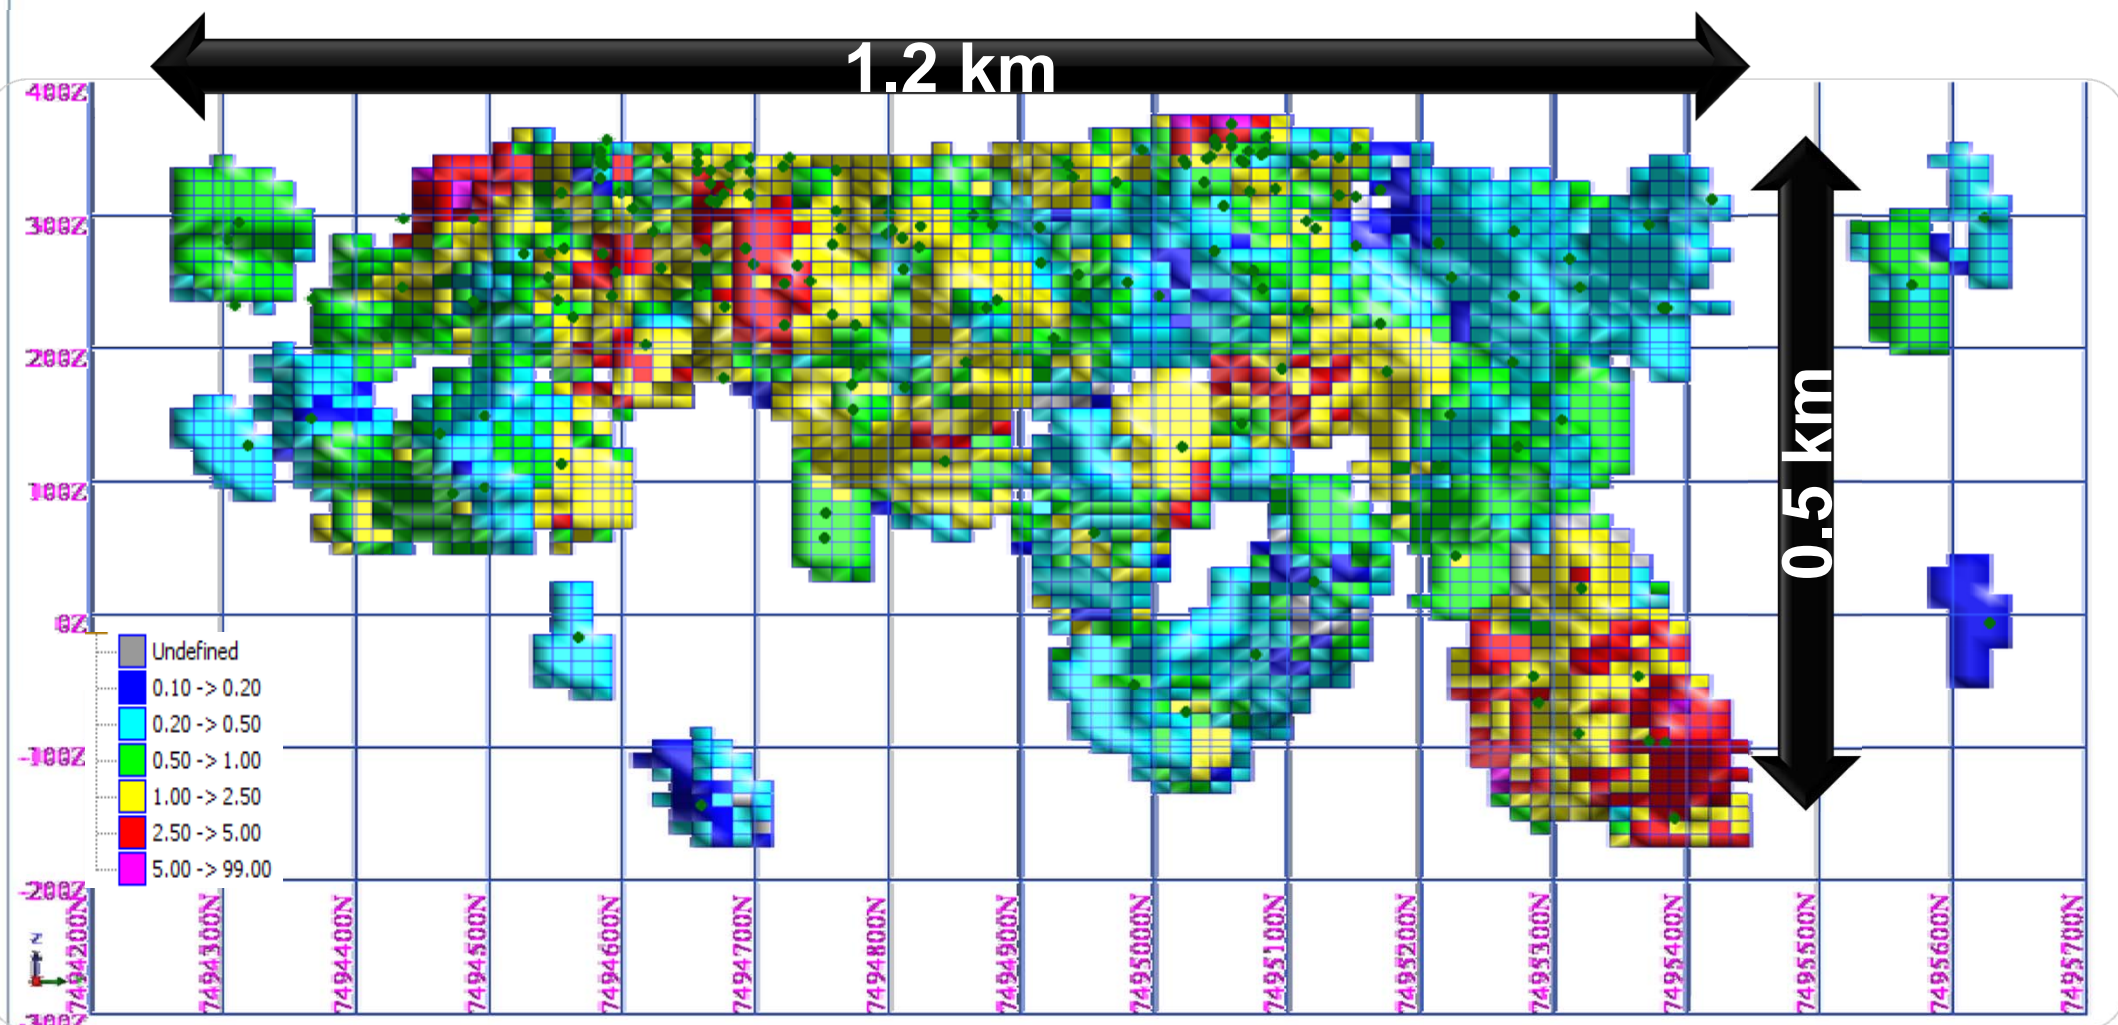 1.2 km
400Z
300Z
200Z
100Z
0Z
-100Z
-200Z
-300Z
0.5 km
Undefined
0.10 -> 0.20
0.20 -> 0.50
0.50 -> 1.00
1.00 -> 2.50
2.50 -> 5.00
5.00 -> 99.00
7494200N
7494300N
7494400N
7494500N
7494600N
7494700N
7494800N
7494900N
7495000N
7495100N
7495200N
7495300N
7495400N
7495500N
7495600N
7495700N
N